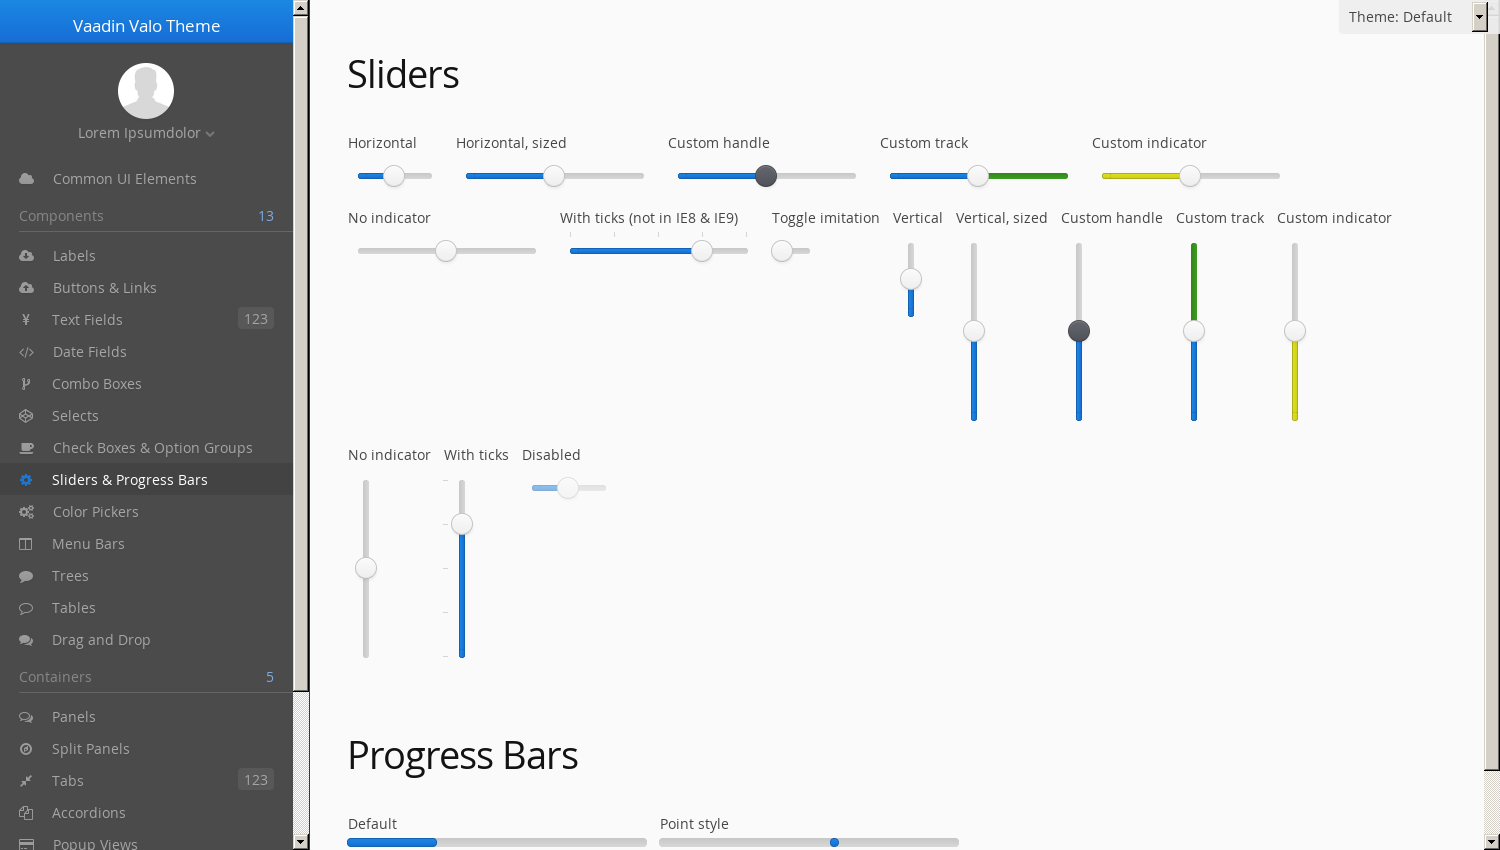 Vaadin Valo Theme
Lorem Ipsumdolor
Common UI Elements
Components 13
Labels
Buttons & Links
Text Fields 123
Date Fields
Combo Boxes
Selects
Check Boxes & Option Groups
Sliders & Progress Bars
Color Pickers
Menu Bars
Trees
Tables
Drag and Drop
Containers 5
Panels
Split Panels
Tabs 123
Accordions
Popup Views
Theme: Default
Sliders
Horizontal Horizontal, sized Custom handle Custom track Custom indicator
No indicator With ticks (not in IE8 & IE9) Toggle imitation Vertical Vertical, sized Custom handle Custom track Custom indicator
No indicator With ticks Disabled
Progress Bars
Default Point style